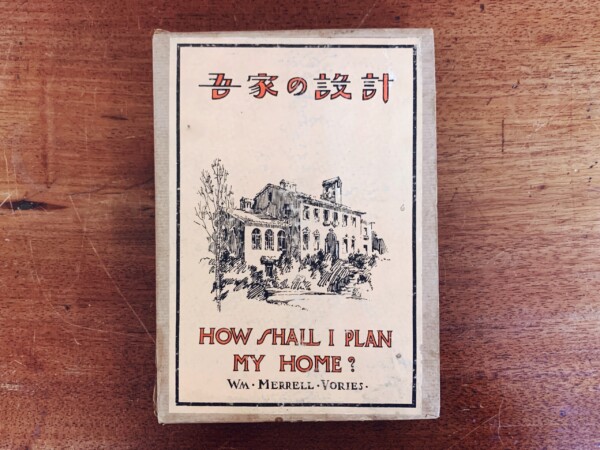 吾家の設計
HOW SHALL I PLAN
MY HOME?
WM · MERRELL · VORIES ·